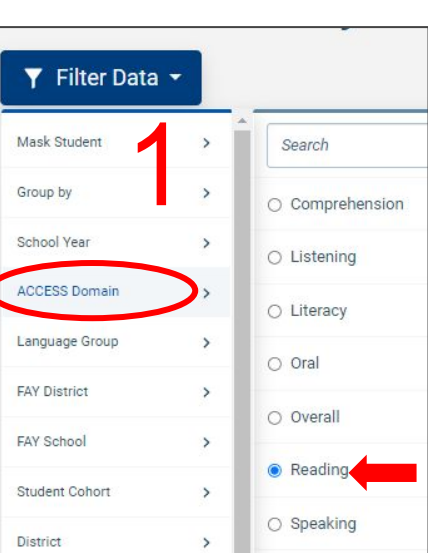 Filter Data
1
Mask Student
Group by
School Year
ACCESS Domain
Language Group
FAY District
FAY School
Student Cohort
District
Search
Comprehension
Listening
Literacy
Oral
Overall
Reading
Speaking